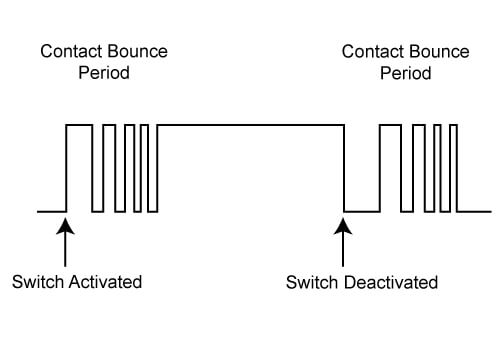 Contact Bounce
Period
Contact Bounce
Period
Switch Activated
Switch Deactivated